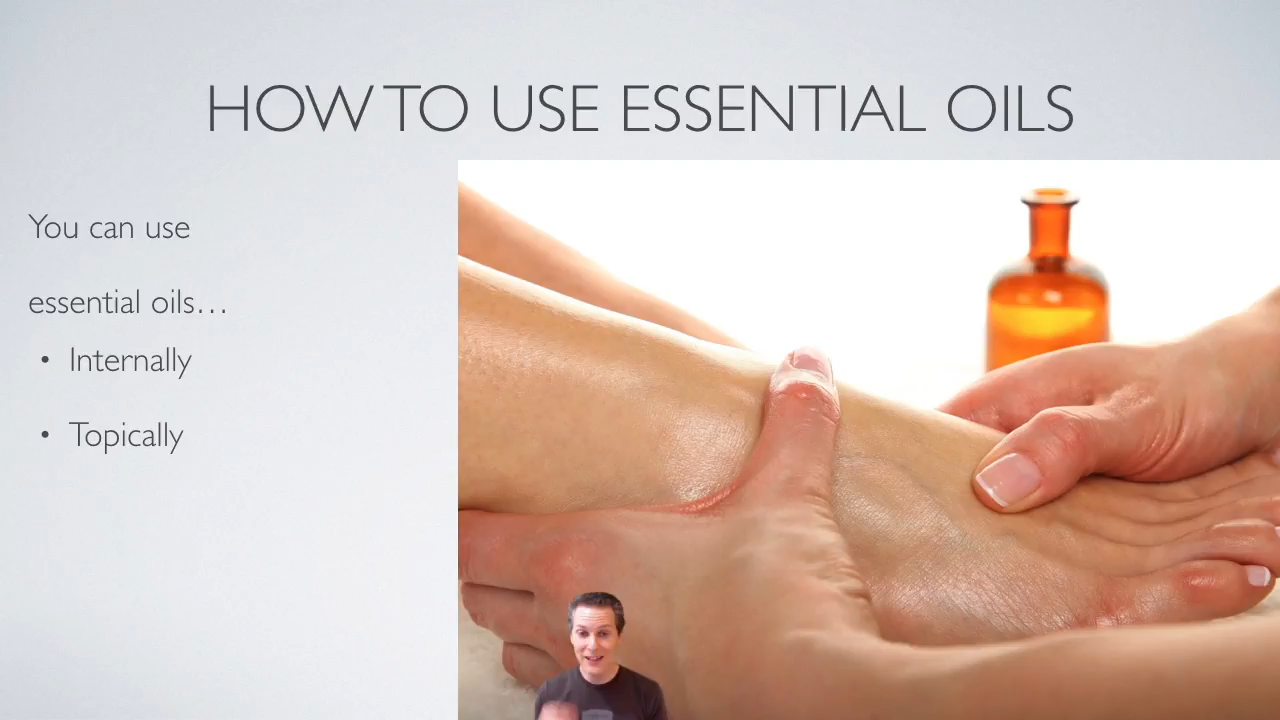 HOW TO USE ESSENTIAL OILS
You can use
essential oils…
• Internally
• Topically